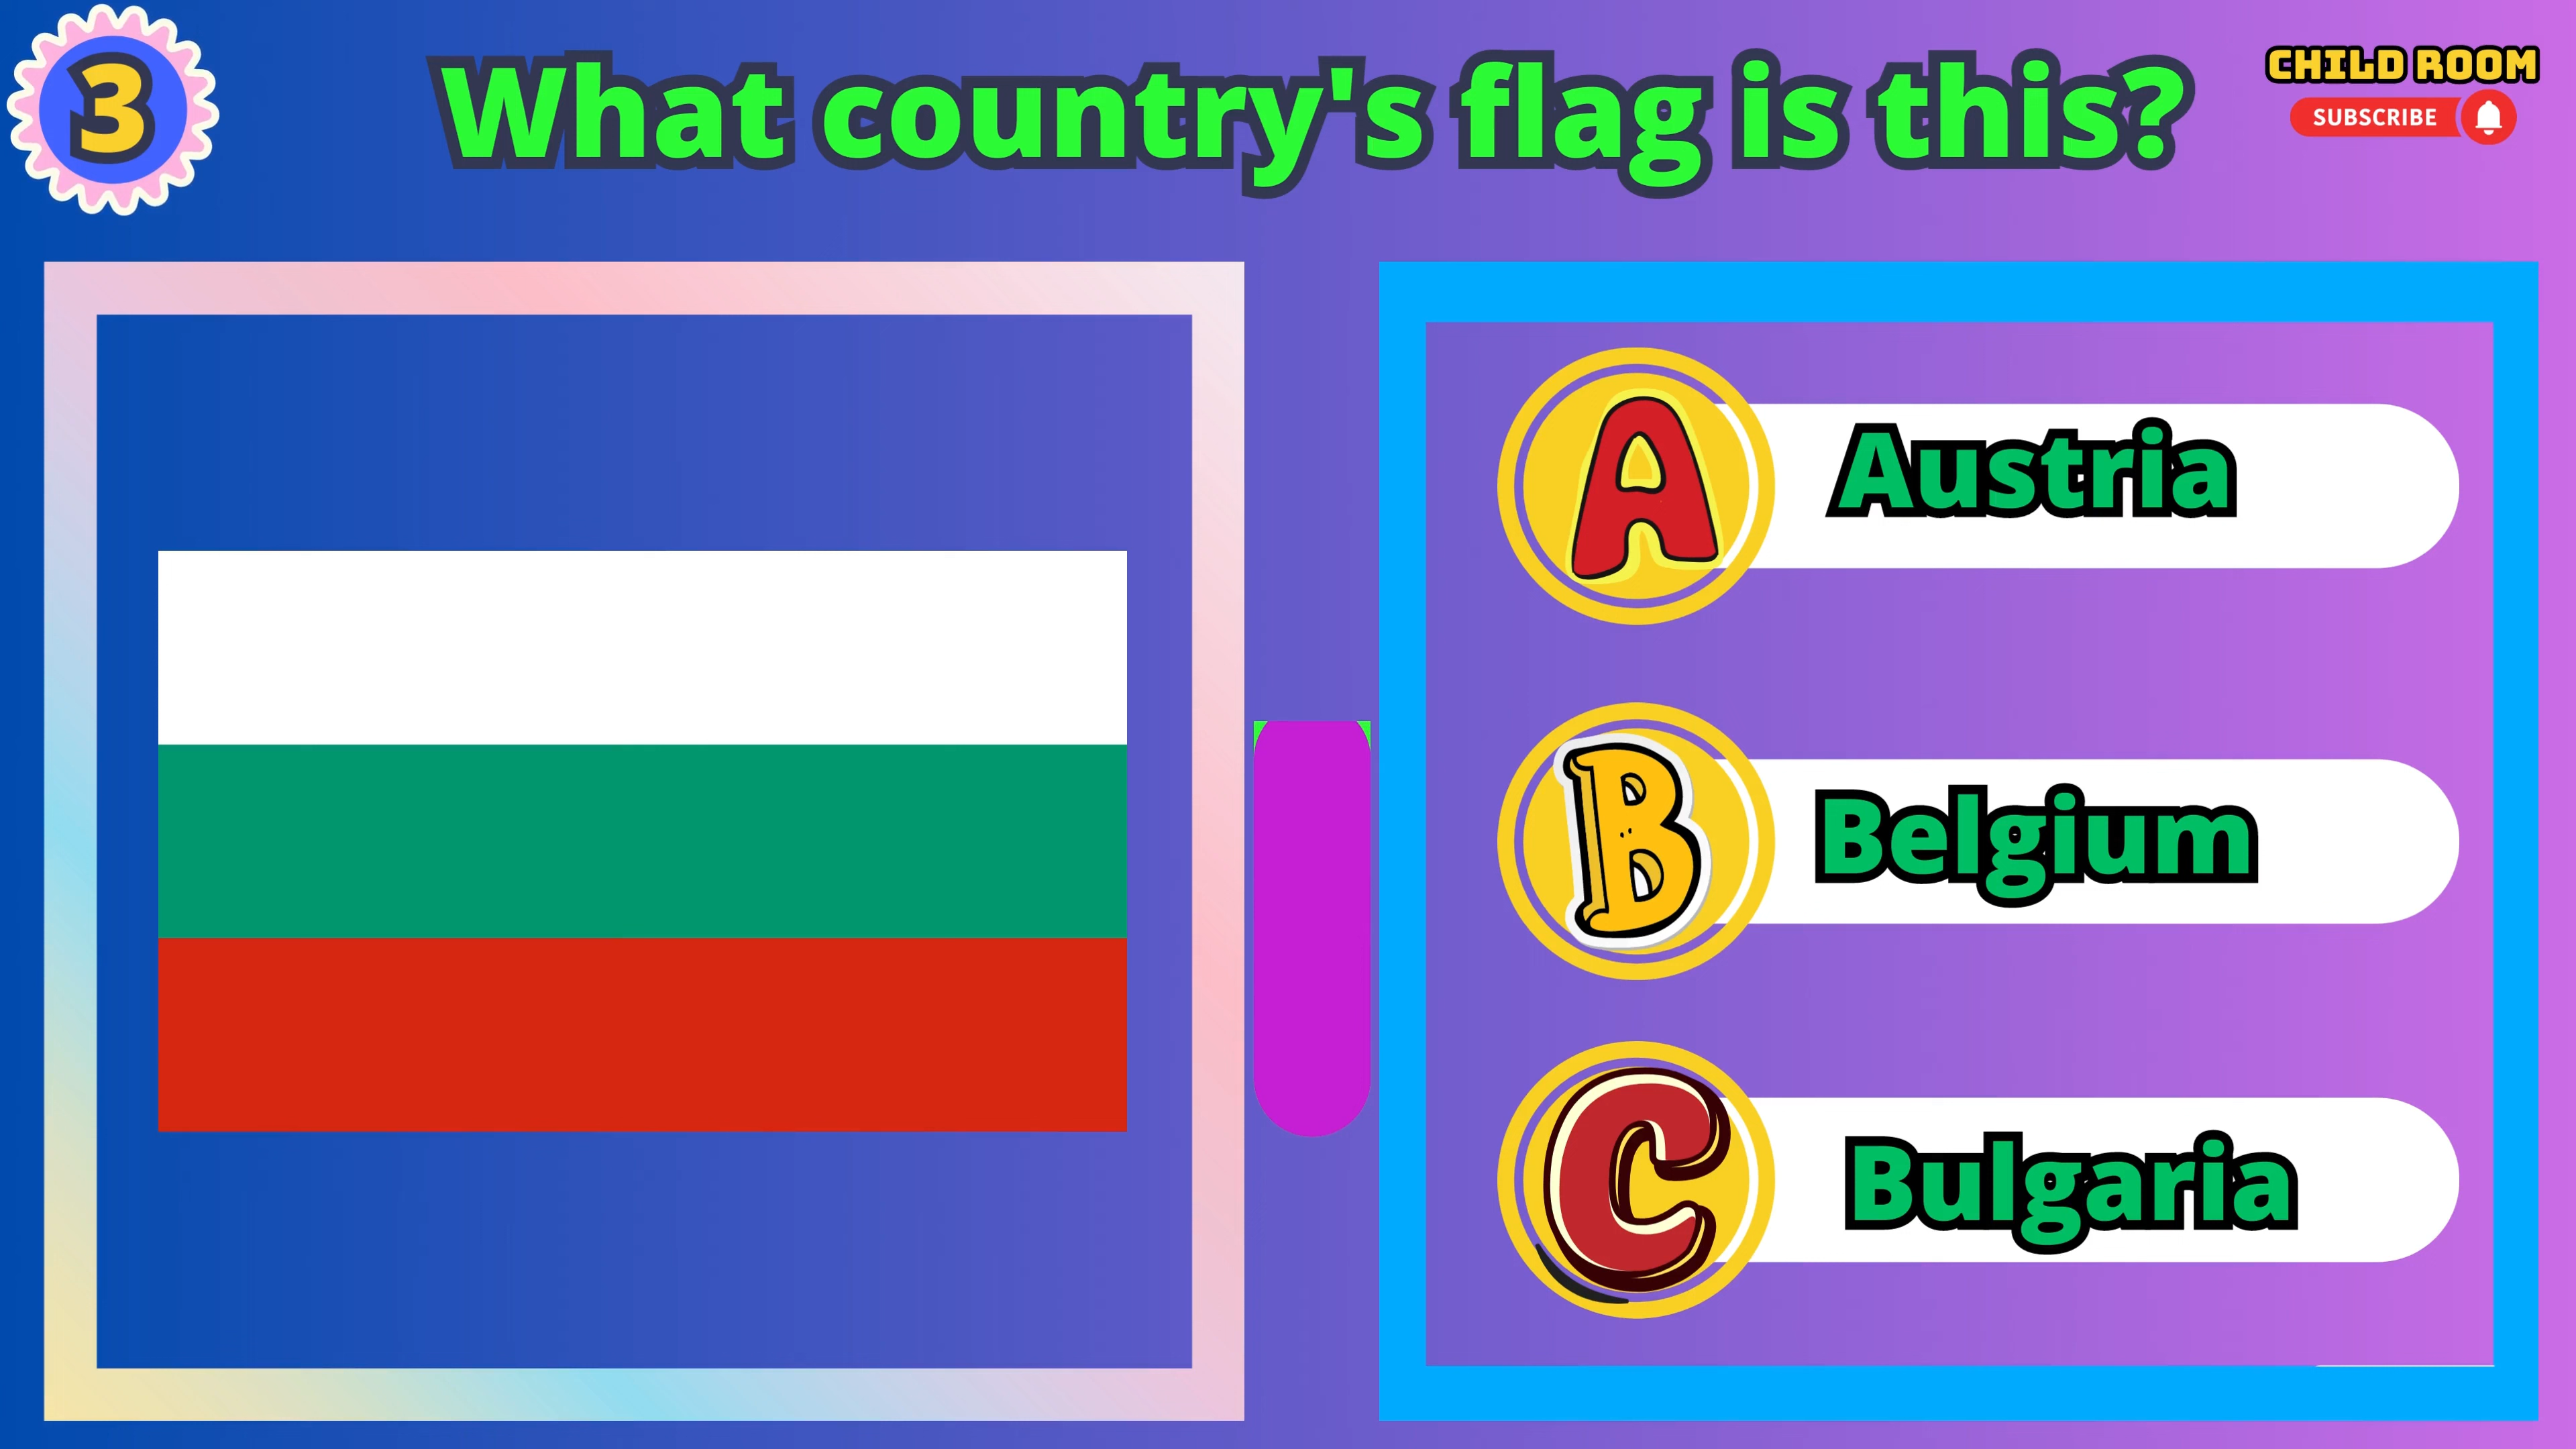 3
What country's flag is this?
CHILD ROOM
SUBSCRIBE
A
Austria
B
Belgium
C
Bulgaria